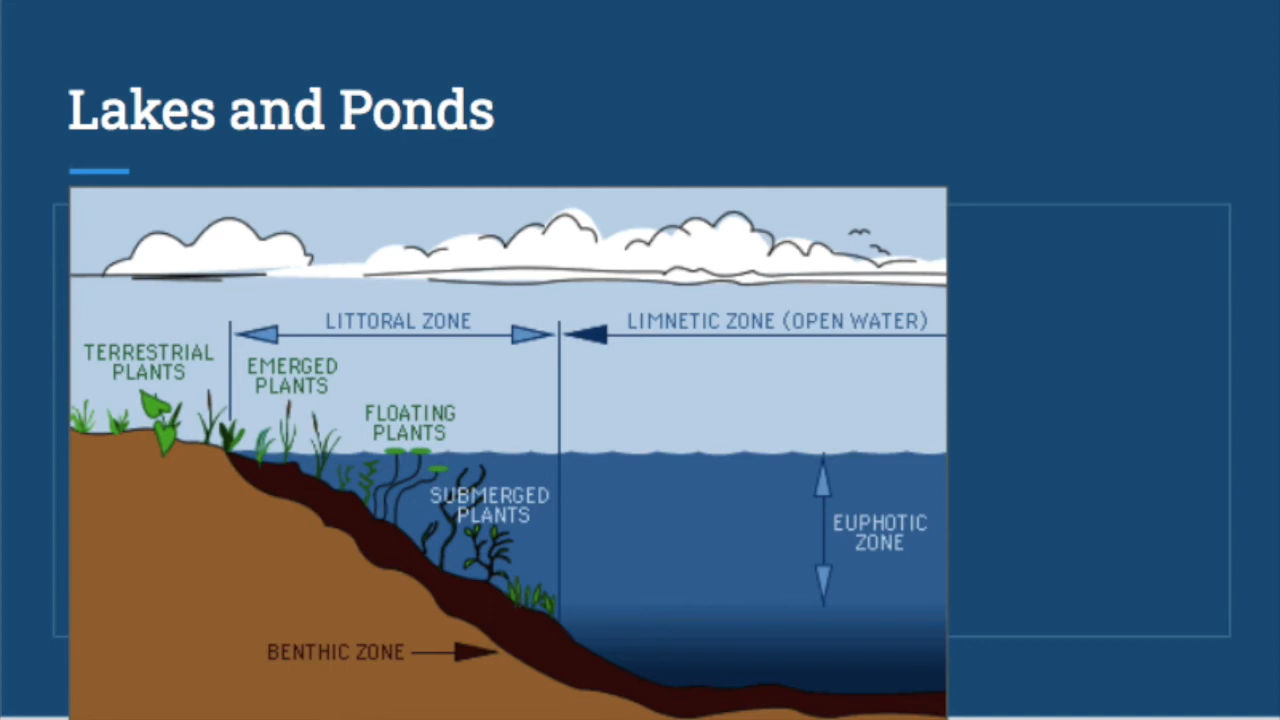 Lakes and Ponds
LITTORAL ZONE
LIMNETIC ZONE (OPEN WATER)
TERRESTRIAL
PLANTS
EMERGED
PLANTS
FLOATING
PLANTS
SUBMERGED
PLANTS
EUPHOTIC
ZONE
BENTHIC ZONE